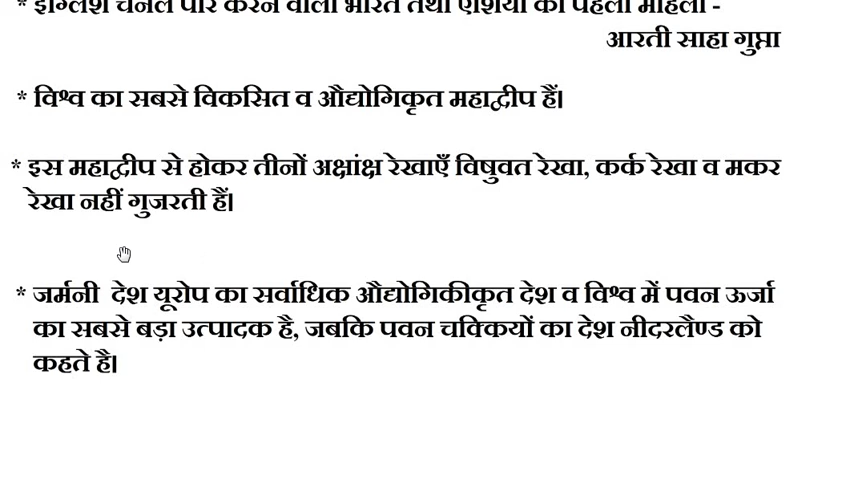 * इंग्लिश चैनल पार करने वाली भारत तथा एशिया की पहली महिला -
आरती साहा गुप्ता
* विश्व का सबसे विकसित व औद्योगिकृत महाद्वीप हैं।
* इस महाद्वीप से होकर तीनों अक्षांक्ष रेखाएँ विषुवत रेखा, कर्क रेखा व मकर
रेखा नहीं गुजरती हैं।
* जर्मनी देश यूरोप का सर्वाधिक औद्योगिकीकृत देश व विश्व में पवन ऊर्जा
का सबसे बड़ा उत्पादक है, जबकि पवन चक्कियों का देश नीदरलैण्ड को
कहते है।